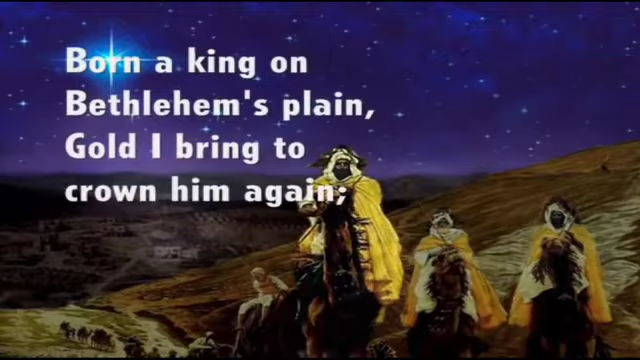 Born a king on
Bethlehem's plain,
Gold I bring to
crown him again;